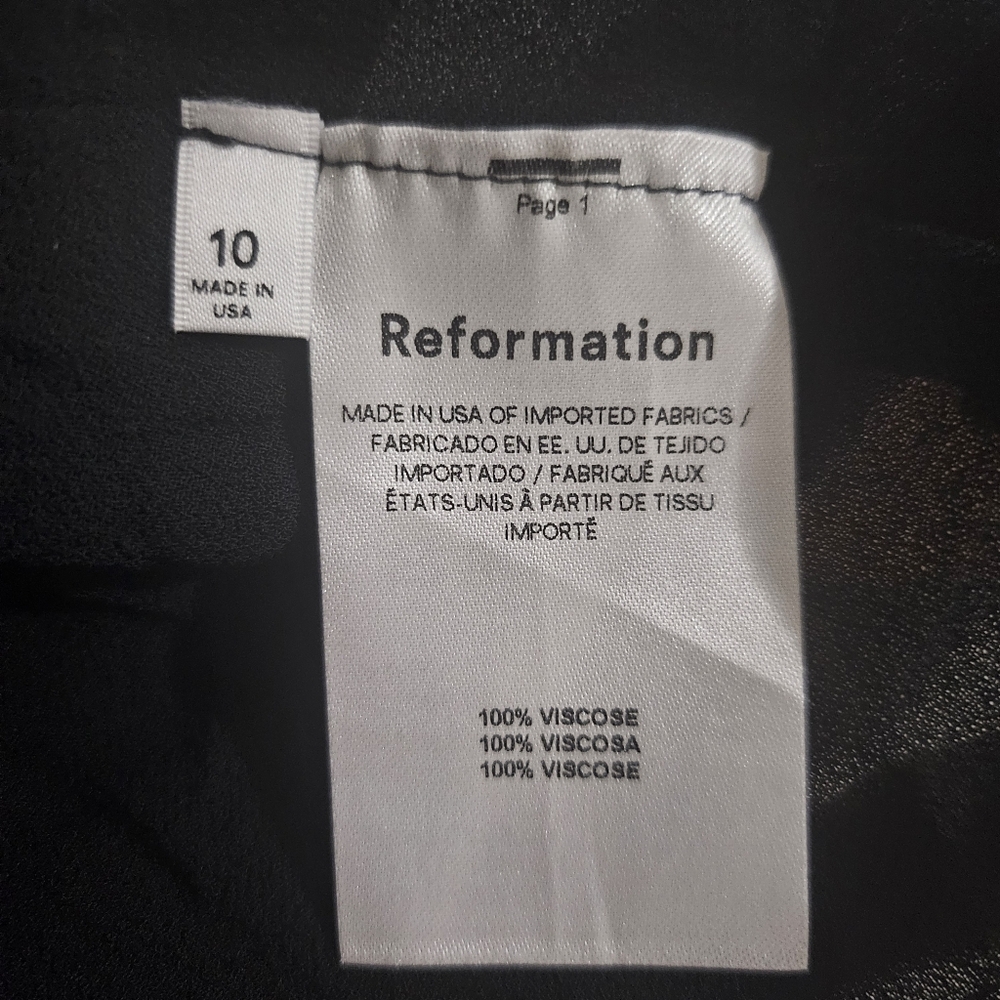 10
MADE IN
USA
Page 1
Reformation
MADE IN USA OF IMPORTED FABRICS /
FABRICADO EN EE. UU. DE TEJIDO
IMPORTADO / FABRIQUÉ AUX
ÉTATS-UNIS À PARTIR DE TISSU
IMPORTÉ
100% VISCOSE
100% VISCOSA
100% VISCOSE